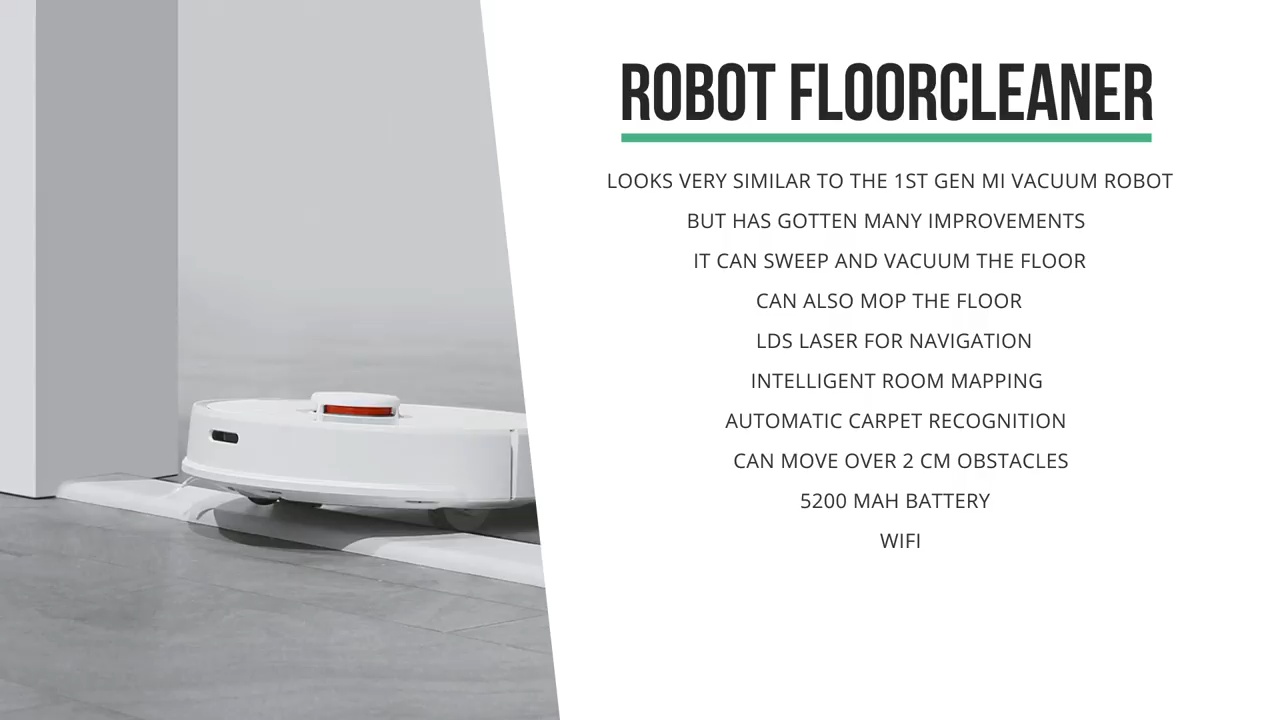 ROBOT FLOORCLEANER
LOOKS VERY SIMILAR TO THE 1ST GEN MI VACUUM ROBOT
BUT HAS GOTTEN MANY IMPROVEMENTS
IT CAN SWEEP AND VACUUM THE FLOOR
CAN ALSO MOP THE FLOOR
LDS LASER FOR NAVIGATION
INTELLIGENT ROOM MAPPING
AUTOMATIC CARPET RECOGNITION
CAN MOVE OVER 2 CM OBSTACLES
5200 MAH BATTERY
WIFI